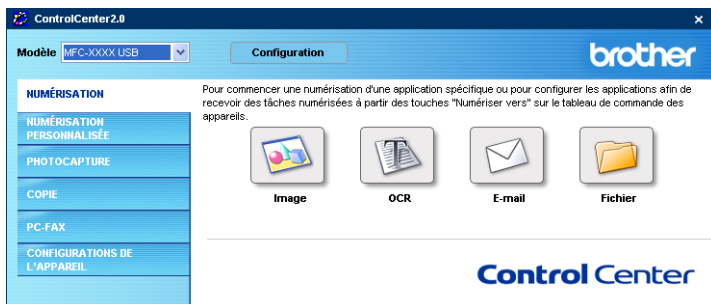 ControlCenter2.0
Modèle MFC-XXXX USB Configuration brother
NUMÉRISATION
NUMÉRISATION
PERSONNALISÉE
PHOTOCAPTURE
COPIE
PC-FAX
CONFIGURATIONS DE
L'APPAREIL
Pour commencer une numérisation d'une application spécifique ou pour configurer les applications afin de
recevoir des tâches numérisées à partir des touches "Numériser vers" sur le tableau de commande des
appareils.
Image OCR E-mail Fichier
Control Center